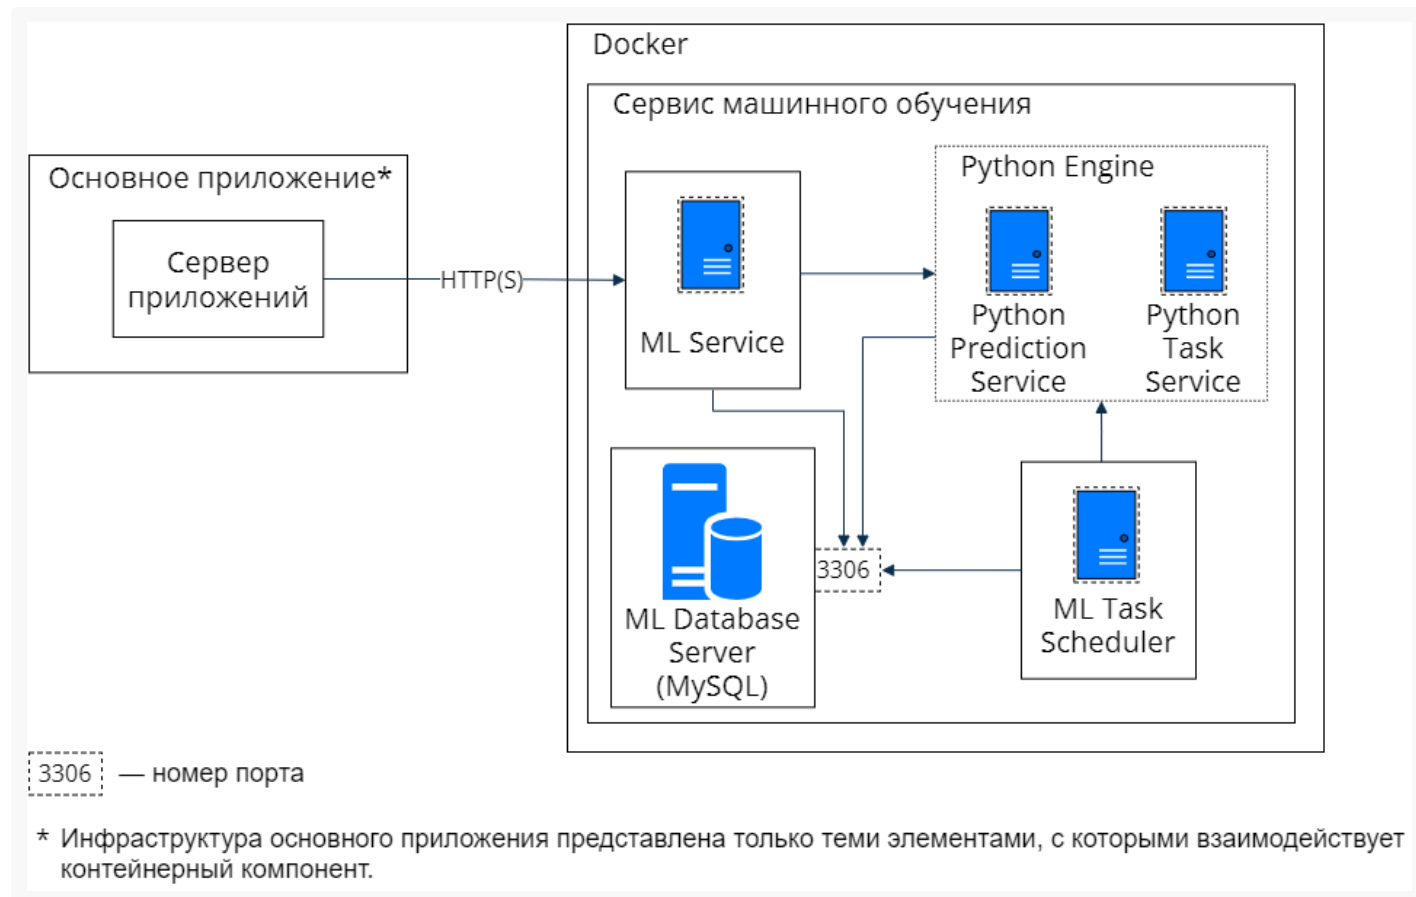 Docker
Сервис машинного обучения
Основное приложение*
Сервер
приложений
HTTP(S)
ML Service
Python Engine
Python
Prediction
Service
Python
Task
Service
ML Database
Server
(MySQL)
3306
ML Task
Scheduler
3306 — номер порта
* Инфраструктура основного приложения представлена только теми элементами, с которыми взаимодействует
контейнерный компонент.